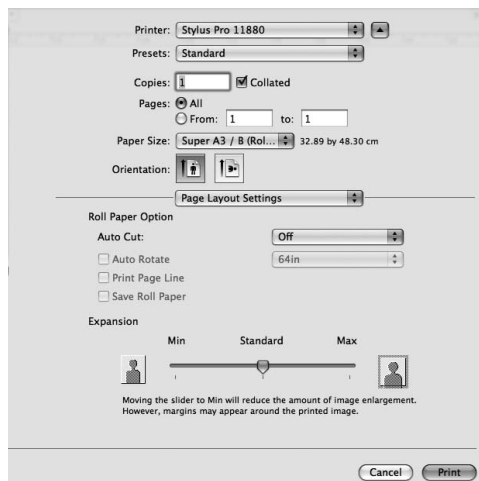 Printer: Stylus Pro 11880
Presets: Standard
Copies: 1 Collated
Pages: All
From: 1 to: 1
Paper Size: Super A3 / B (Rol... 32.89 by 48.30 cm
Orientation:
Page Layout Settings
Roll Paper Option
Auto Cut: Off
Auto Rotate 64in
Print Page Line
Save Roll Paper
Expansion
Min Standard Max
Moving the slider to Min will reduce the amount of image enlargement.
However, margins may appear around the printed image.
Cancel Print